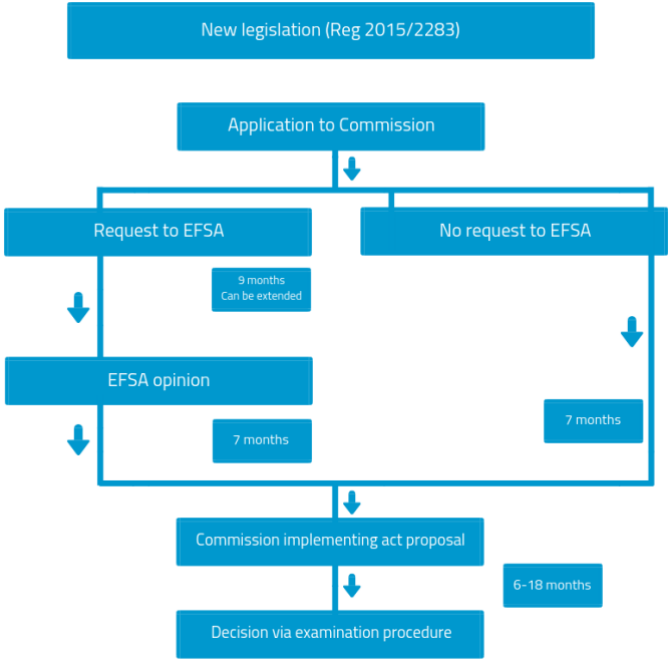 New legislation (Reg 2015/2283)
Application to Commission
Request to EFSA
No request to EFSA
9 months
Can be extended
EFSA opinion
7 months
7 months
Commission implementing act proposal
6-18 months
Decision via examination procedure